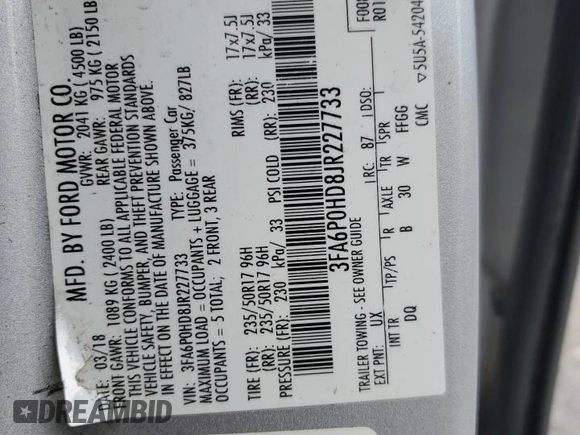 MFD. BY FORD MOTOR CO.
DATE: 03/18 GVWR: 2041 KG (4500 LB)
FRONT GAWR: 1089 KG (2400 LB) REAR GAWR: 975 KG (2150 LB)
THIS VEHICLE CONFORMS TO ALL APPLICABLE FEDERAL MOTOR
VEHICLE SAFETY, BUMPER, AND THEFT PREVENTION STANDARDS
IN EFFECT ON THE DATE OF MANUFACTURE SHOWN ABOVE.
VIN: 3FA6P0HD8JR227733 TYPE: Passenger Car
MAXIMUM LOAD = OCCUPANTS + LUGGAGE = 375KG/ 827LB
OCCUPANTS = 5 TOTAL; 2 FRONT, 3 REAR
TIRE (FR): 235/50R17 96H RIMS (FR): 17x7.5J
(RR): 235/50R17 96H (RR): 17x7.5J
PRESSURE (FR): 230 kPa/ 33 PSI COLD (RR): 230 kPa/ 33
3FA6P0HD8JR227733
TRAILER TOWING - SEE OWNER GUIDE
EXT PNT: UX RC: 87 DSO:
INT TR TP/PS R AXLE TR SPR
DQ B 30 W FFGG
CMC ▽5U5A-54204
DREAMBID